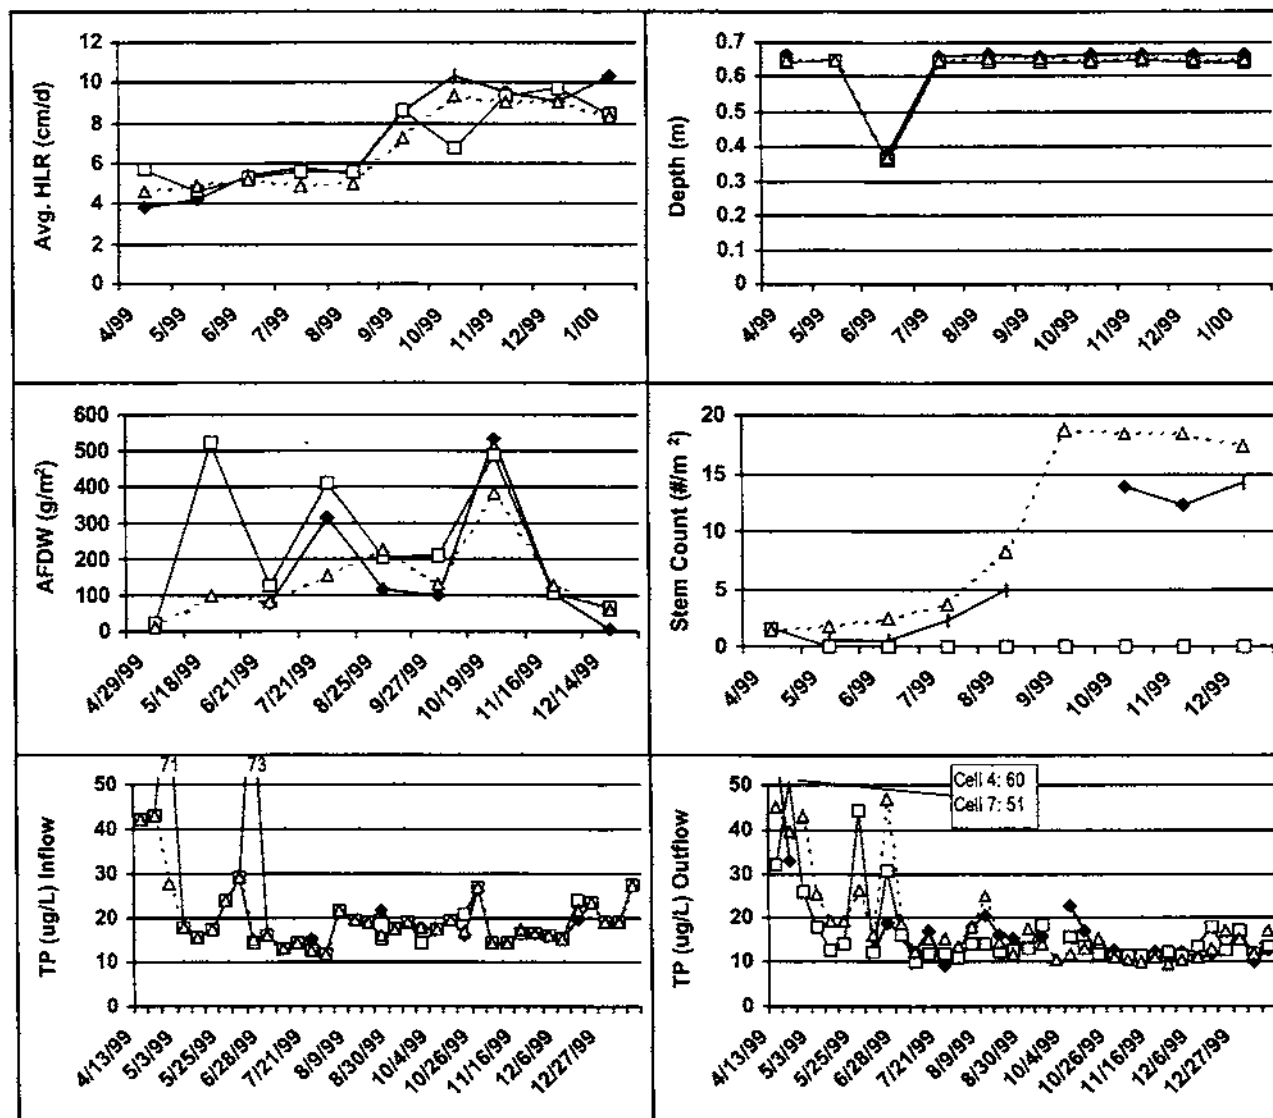 12
10
8
6
4
2
0
Avg. HLR (cm/d)
4/99 5/99 6/99 7/99 8/99 9/99 10/99 11/99 12/99 1/00
0.7
0.6
0.5
0.4
0.3
0.2
0.1
0
Depth (m)
4/99 5/99 6/99 7/99 8/99 9/99 10/99 11/99 12/99 1/00
600
500
400
300
200
100
0
AFDW (g/m²)
4/29/99 5/18/99 6/21/99 7/21/99 8/25/99 9/27/99 10/19/99 11/16/99 12/14/99
20
15
10
5
0
Stem Count (#/m²)
4/99 5/99 6/99 7/99 8/99 9/99 10/99 11/99 12/99
71 73
50
40
30
20
10
0
TP (ug/L) Inflow
4/13/99 5/3/99 5/25/99 6/28/99 7/21/99 8/9/99 8/30/99 10/4/99 10/26/99 11/16/99 12/6/99 12/27/99
Cell 4: 60
Cell 7: 51
50
40
30
20
10
0
TP (ug/L) Outflow
4/13/99 5/3/99 5/25/99 6/28/99 7/21/99 8/9/99 8/30/99 10/4/99 10/26/99 11/16/99 12/6/99 12/27/99